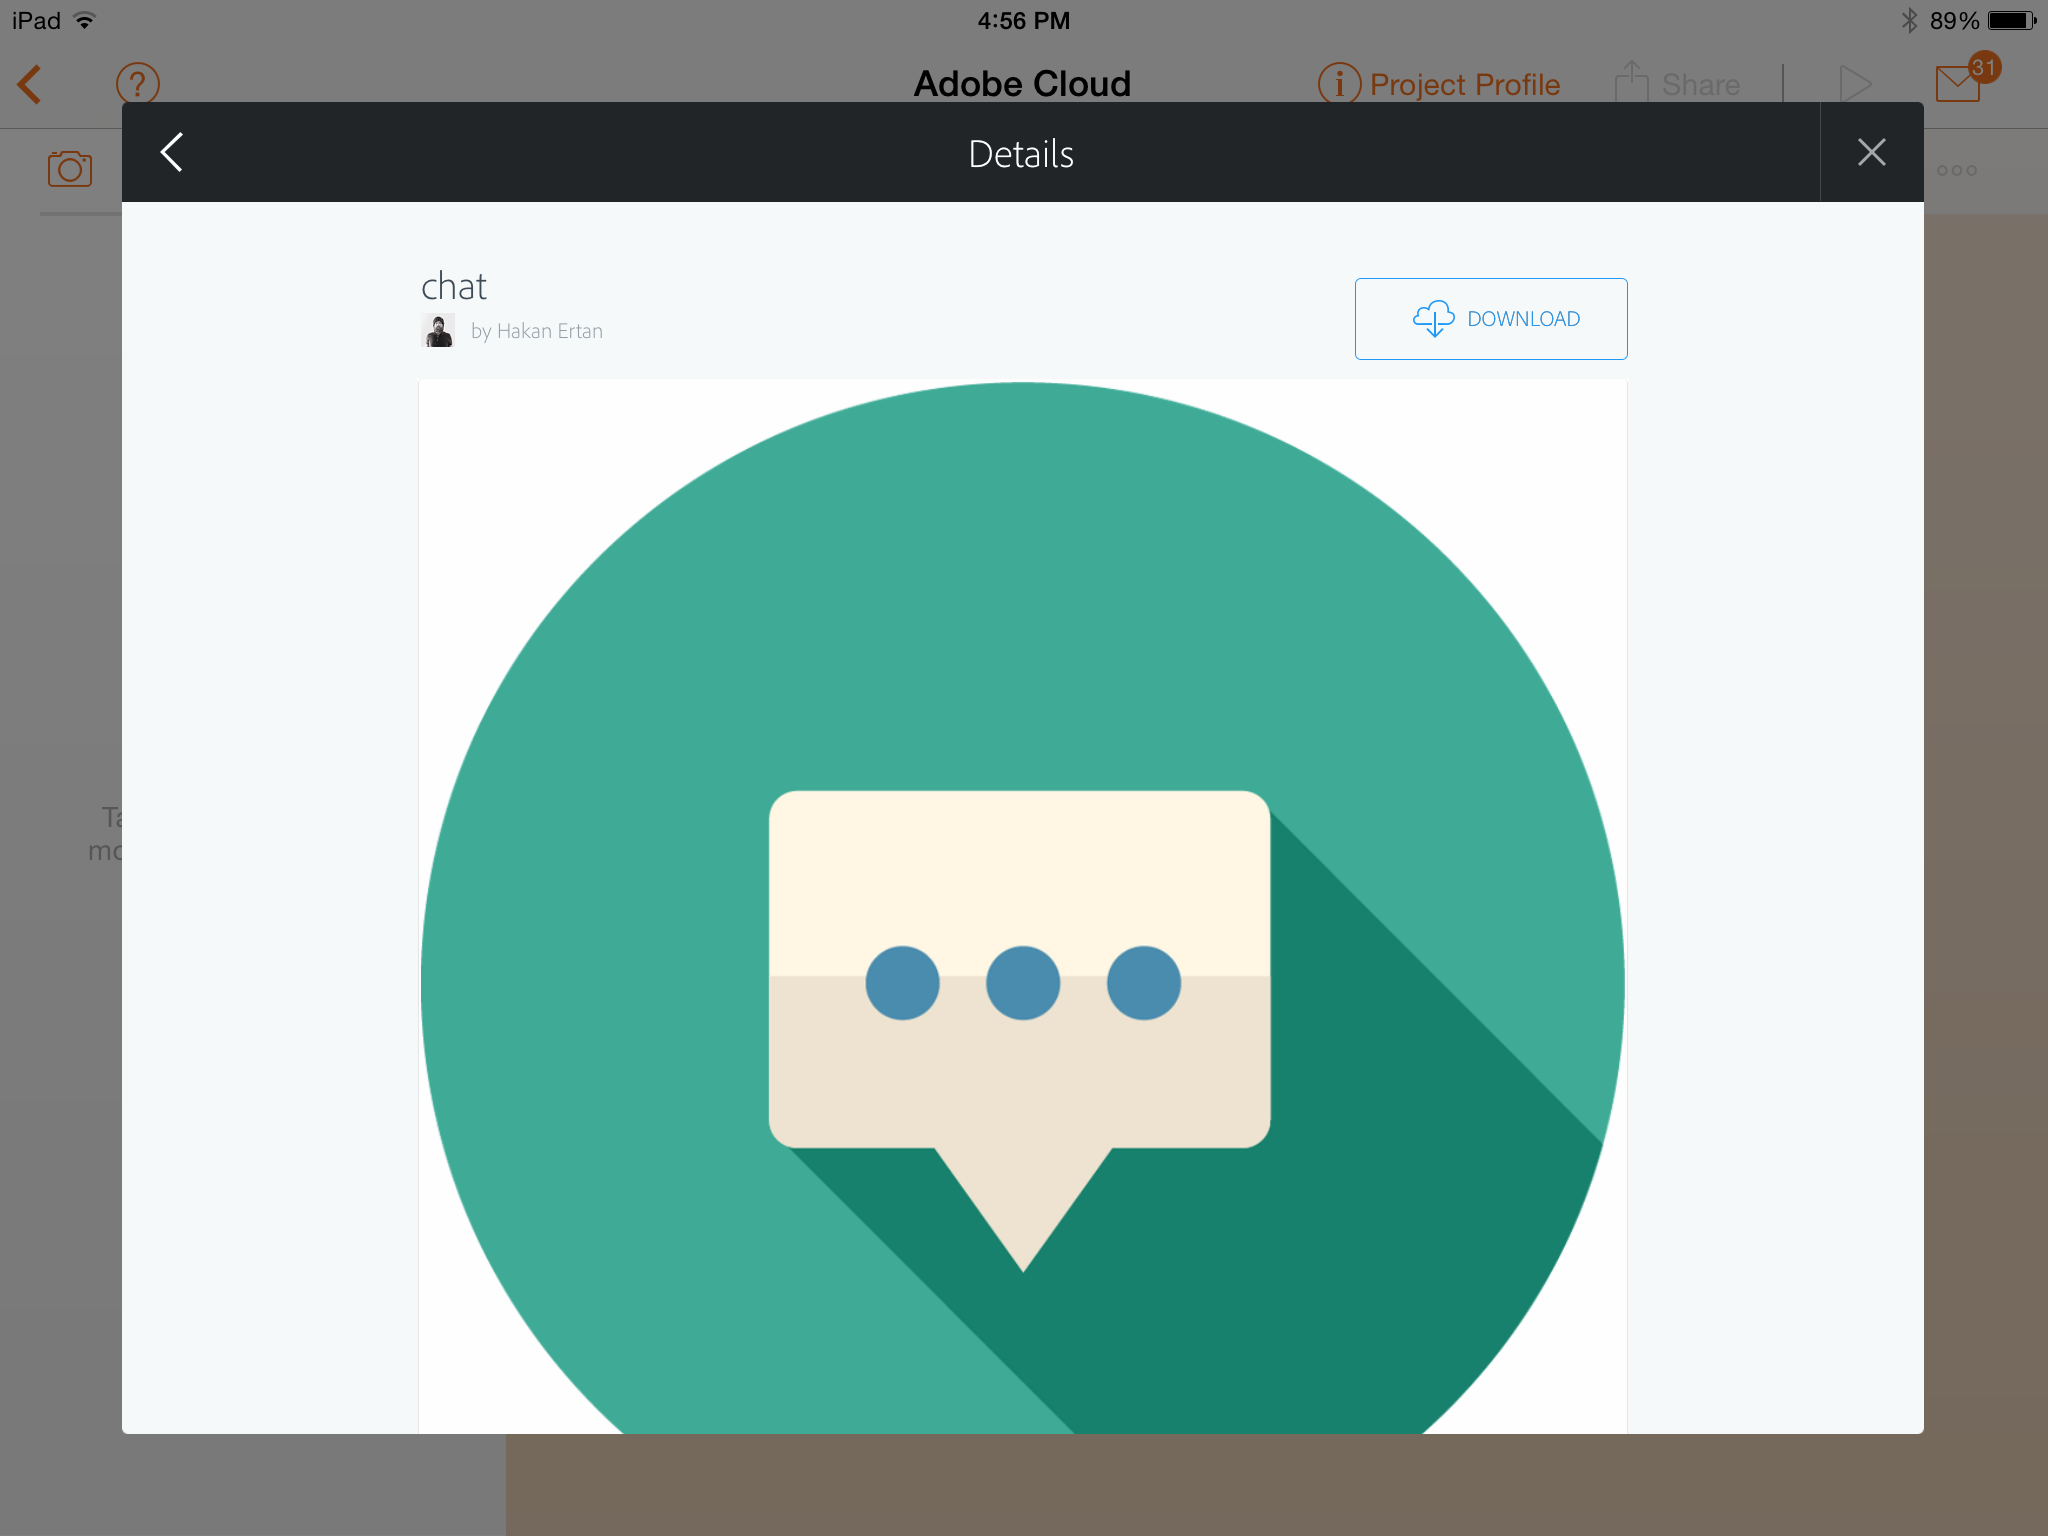 iPad 4:56 PM 89%
? Adobe Cloud i Project Profile Share 31
Details
chat
by Hakan Ertan
DOWNLOAD